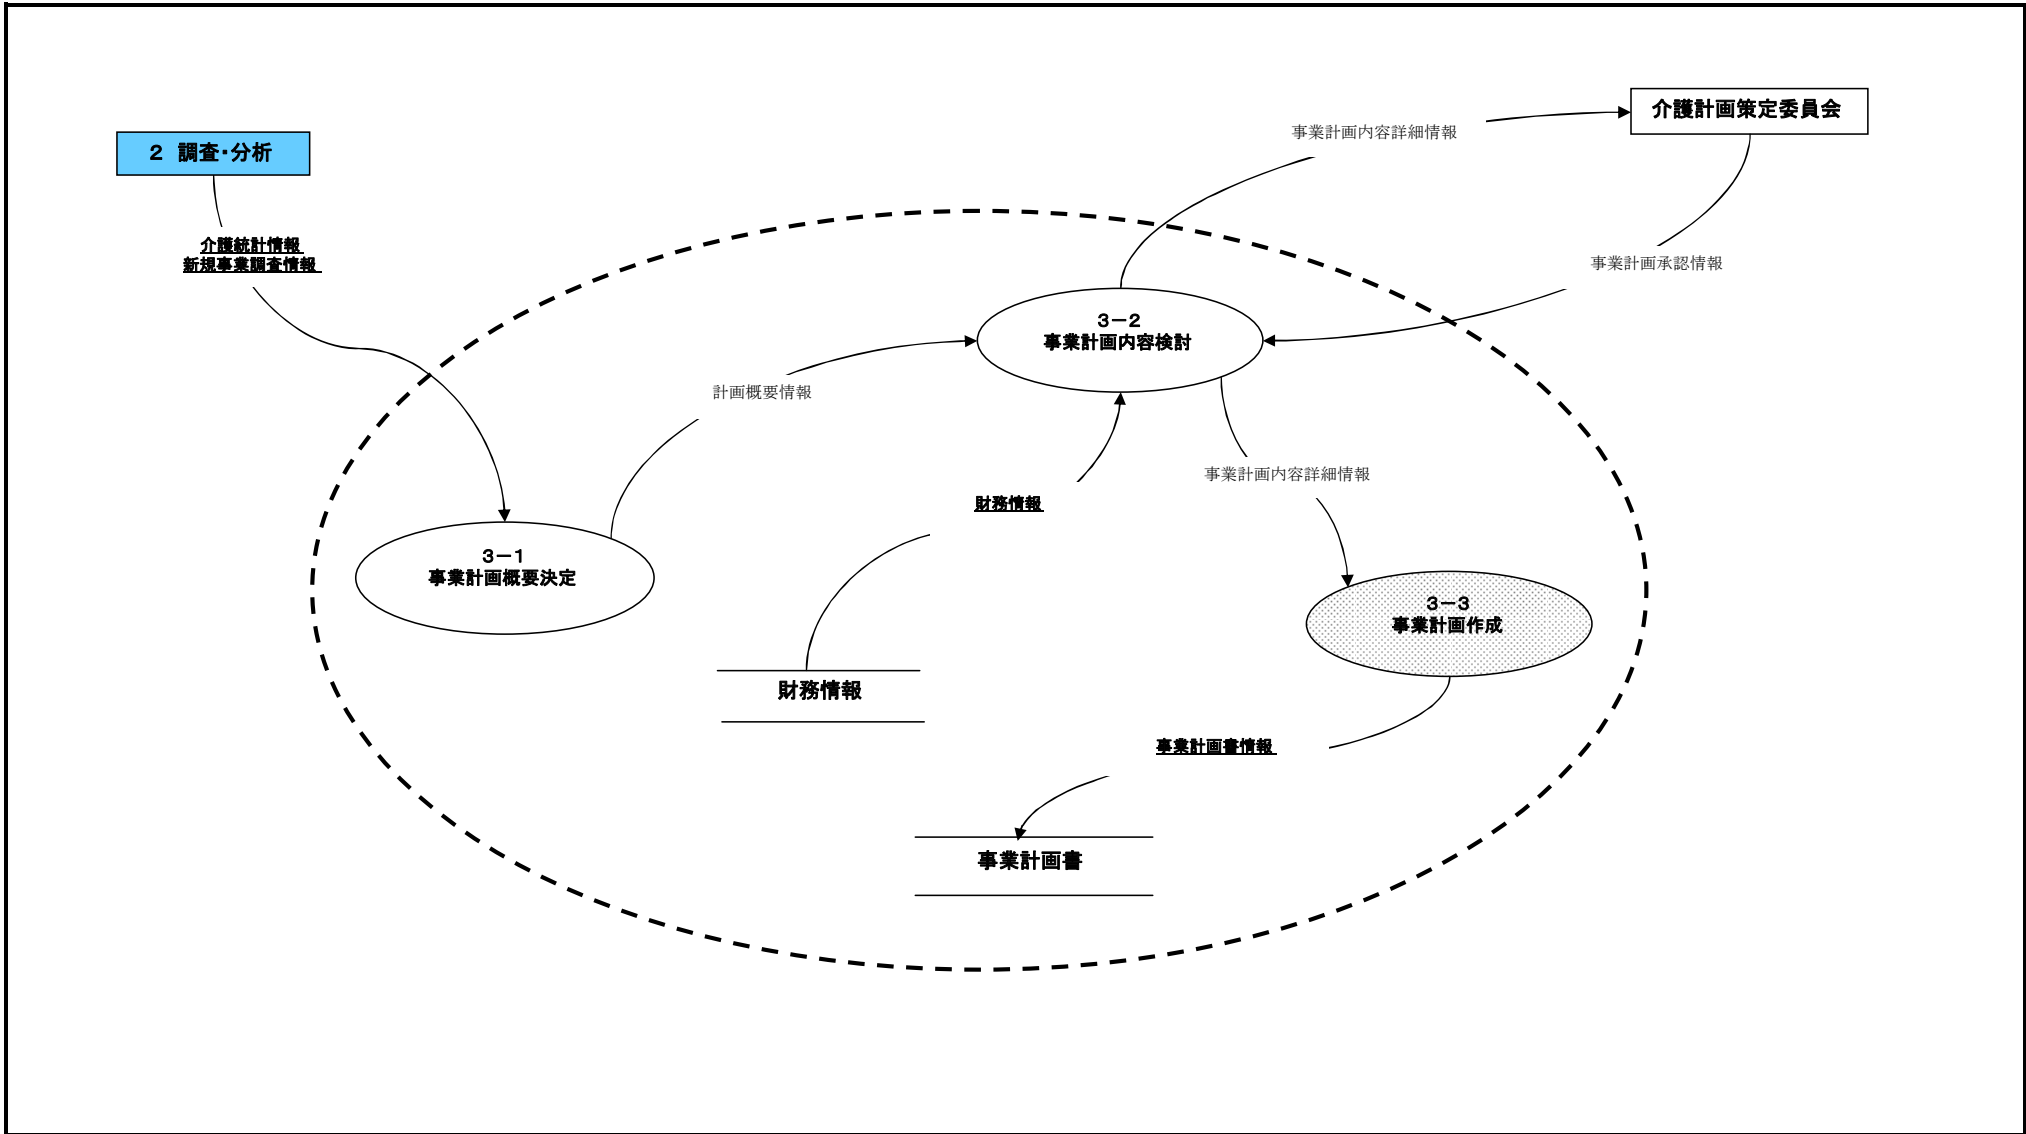 介護計画策定委員会
事業計画内容詳細情報
2 調査・分析
介護統計情報
新規事業調査情報
事業計画承認情報
3-2
事業計画内容検討
計画概要情報
事業計画内容詳細情報
財務情報
3-1
事業計画概要決定
3-3
事業計画作成
財務情報
事業計画書情報
事業計画書